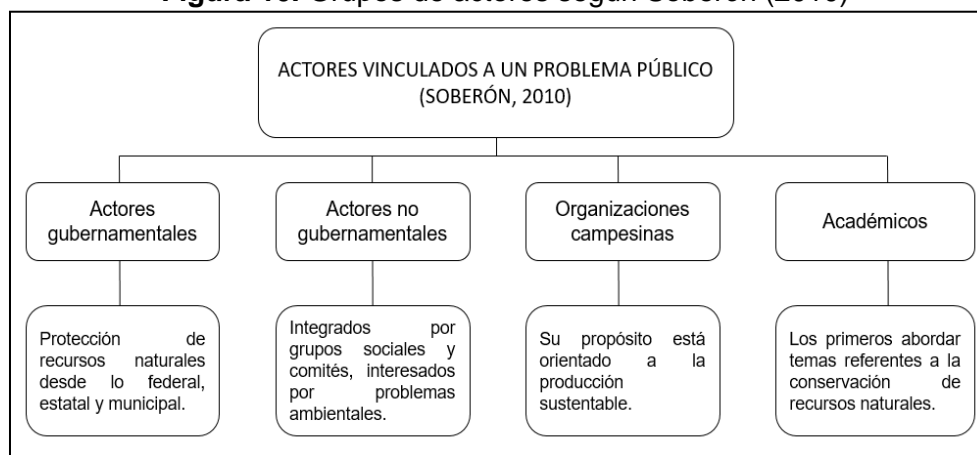 Grupos de actores según Soberón (2010)
ACTORES VINCULADOS A UN PROBLEMA PÚBLICO
(SOBERÓN, 2010)
Actores
gubernamentales
Actores no
gubernamentales
Organizaciones
campesinas
Académicos
Protección de
recursos naturales
desde lo federal,
estatal y municipal.
Integrados por
grupos sociales y
comités, interesados
por problemas
ambientales.
Su propósito está
orientado a la
producción
sustentable.
Los primeros abordar
temas referentes a la
conservación de
recursos naturales.